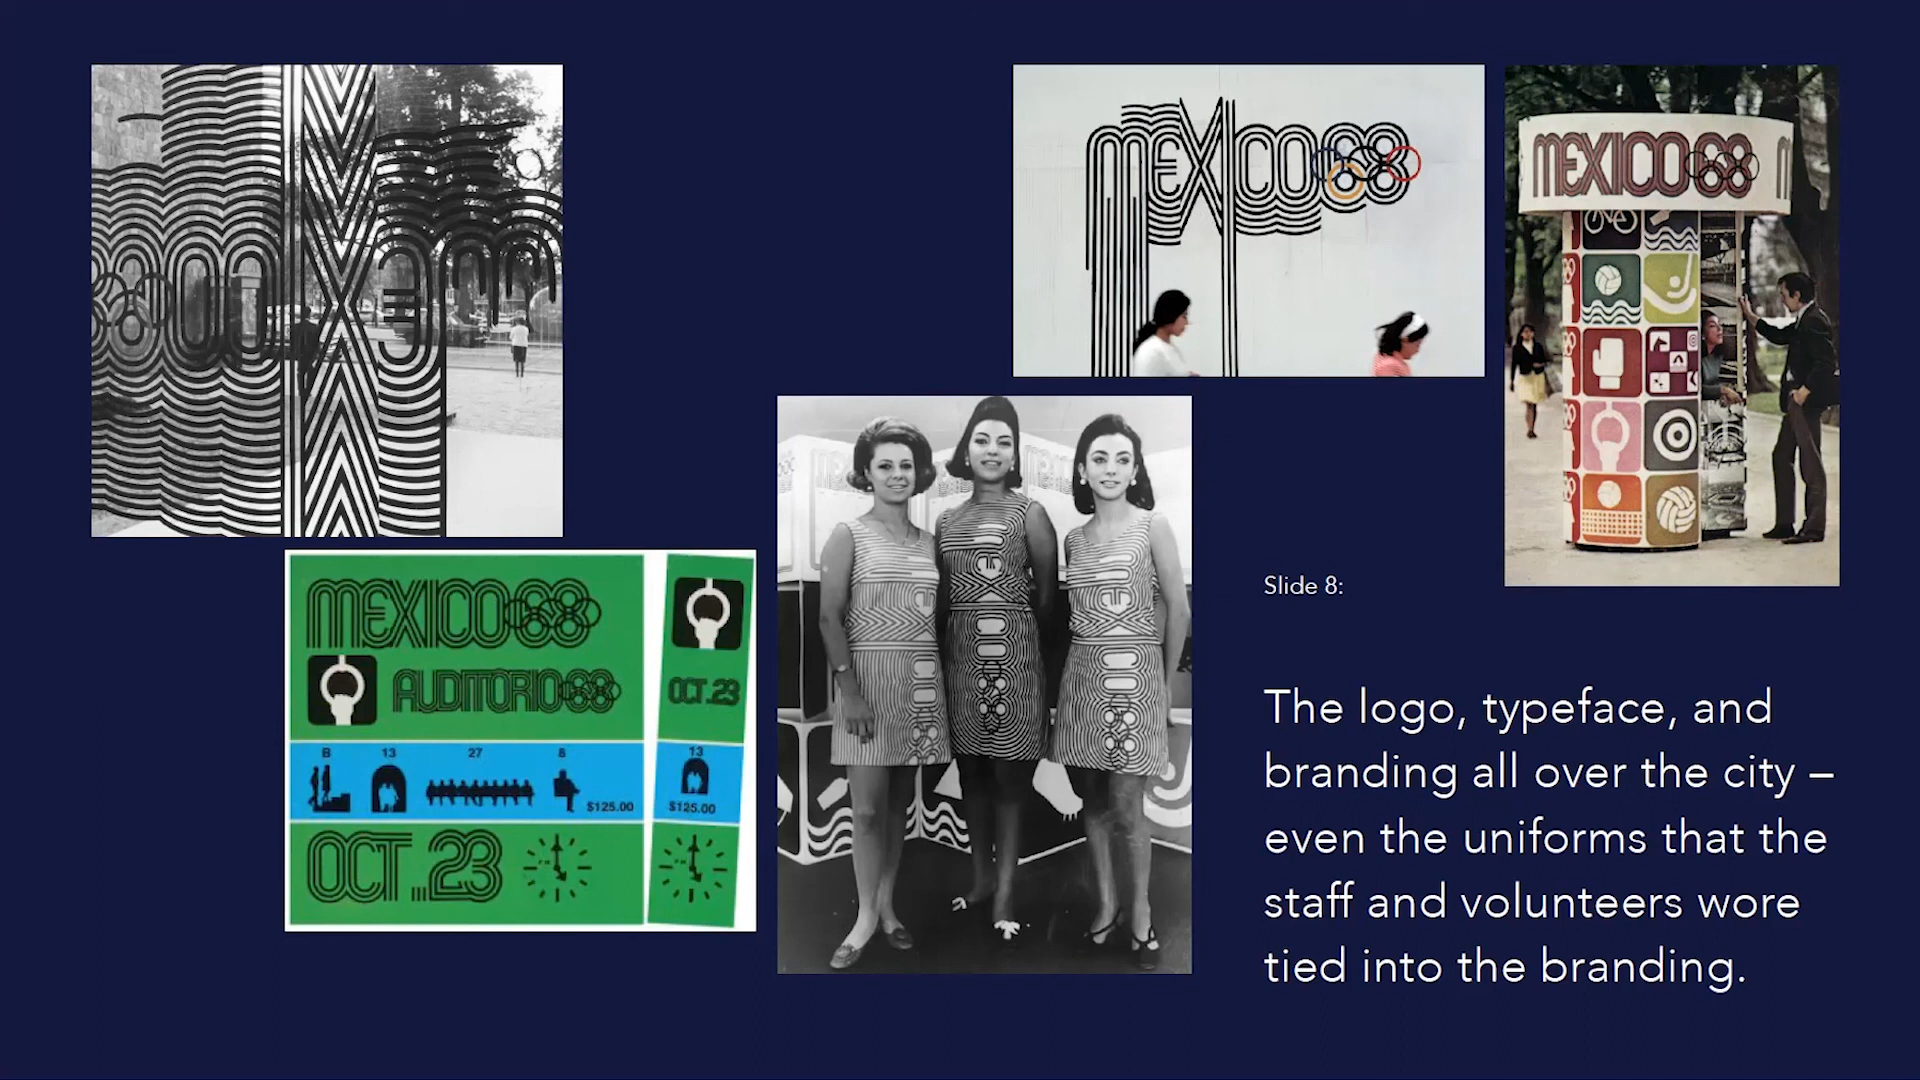 MEXICO68
MEXICO68
MEXICO68
AUDITORIO68
B 13 27 8
$125.00
OCT.23
OCT.23
13
$125.00
Slide 8:
The logo, typeface, and
branding all over the city –
even the uniforms that the
staff and volunteers wore
tied into the branding.